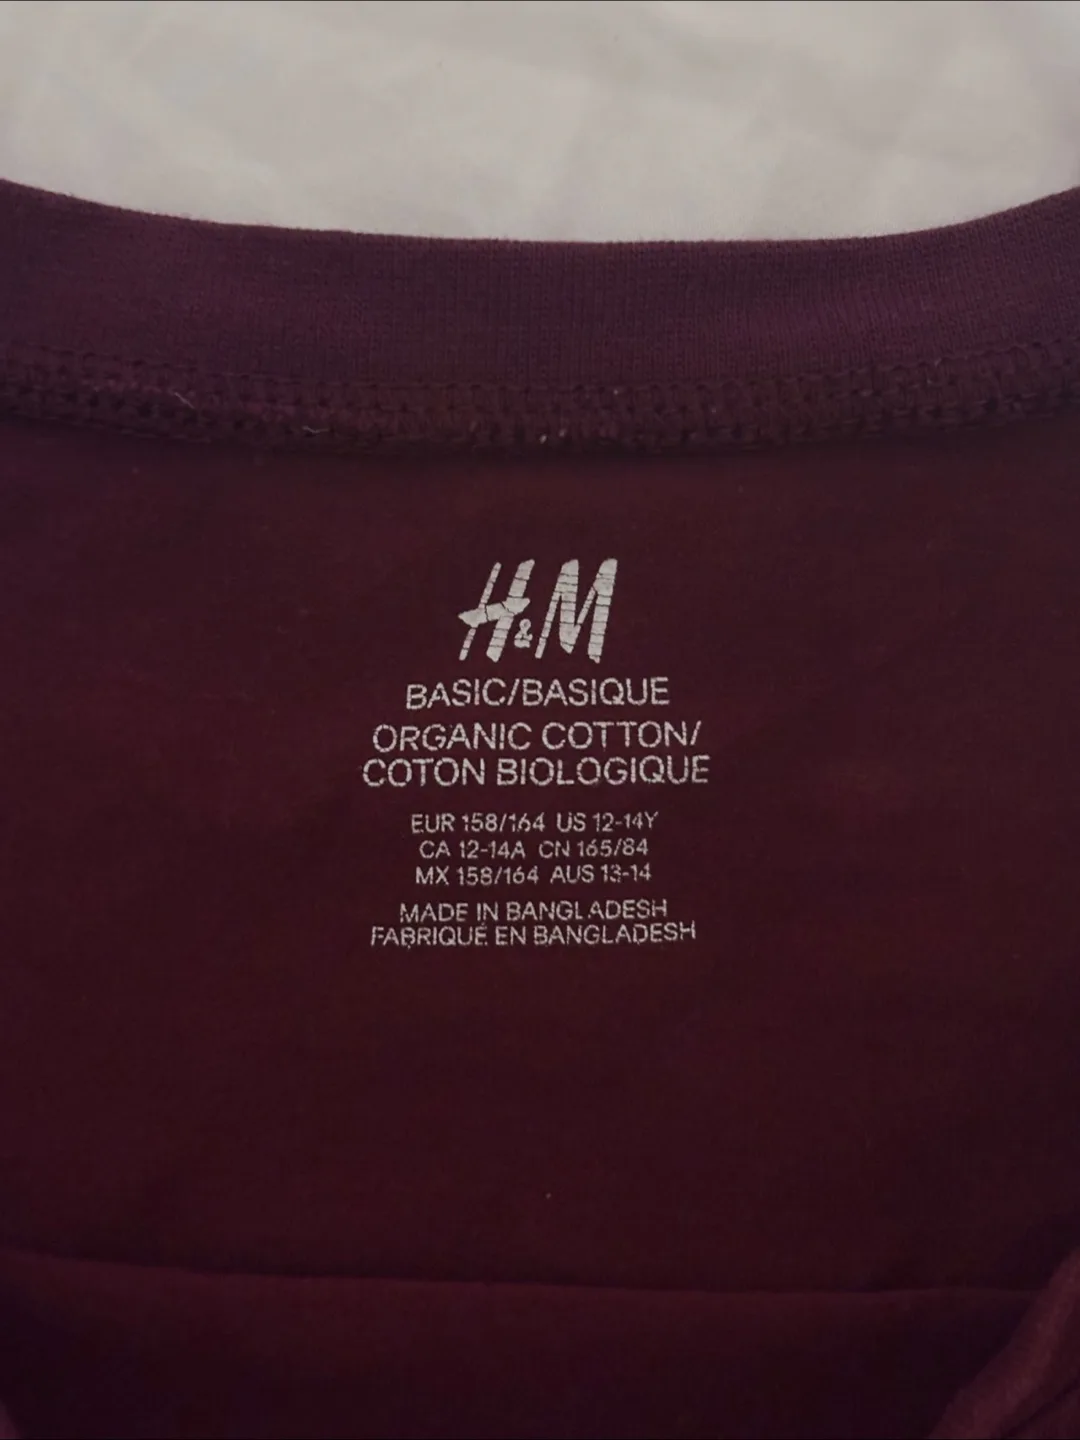 H&M
BASIC/BASIQUE
ORGANIC COTTON/
COTON BIOLOGIQUE
EUR 158/164 US 12-14Y
CA 12-14A CN 165/84
MX 158/164 AUS 13-14
MADE IN BANGLADESH
FABRIQUÉ EN BANGLADESH